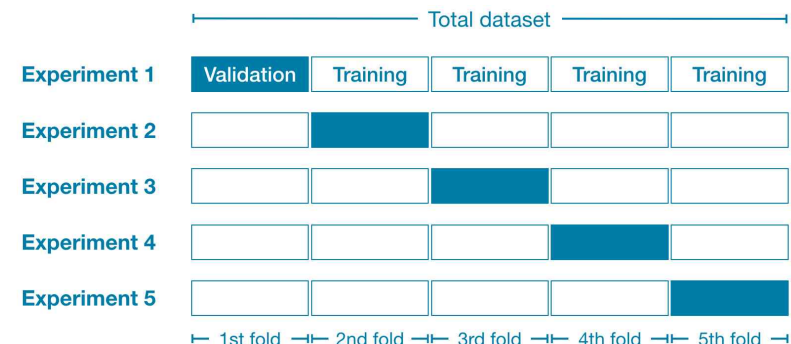 Total dataset
Experiment 1 Validation Training Training Training Training
Experiment 2
Experiment 3
Experiment 4
Experiment 5
1st fold 2nd fold 3rd fold 4th fold 5th fold